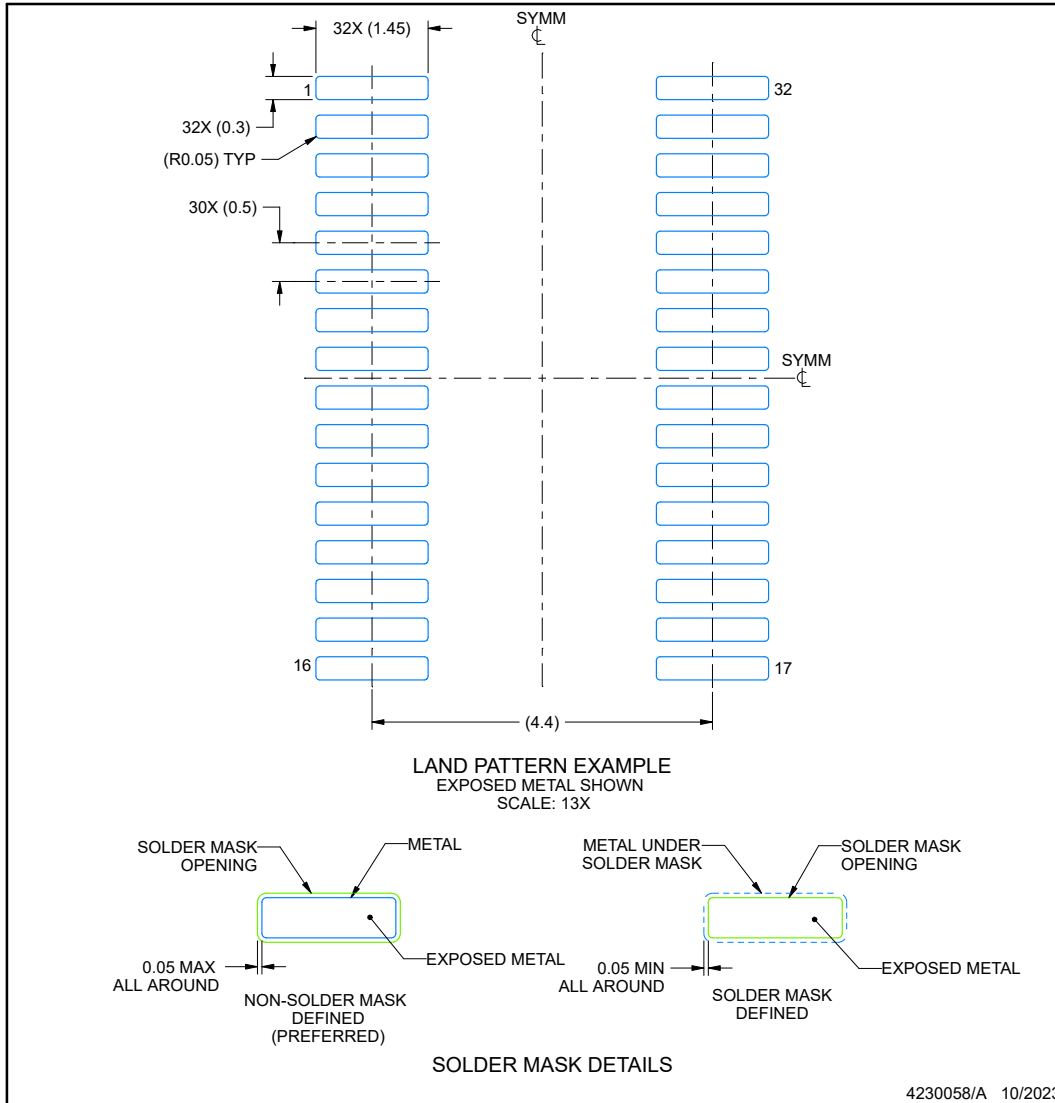 SYMM
℄
32X (1.45)
1
32
32X (0.3)
(R0.05) TYP
30X (0.5)
SYMM
℄
16
17
(4.4)
LAND PATTERN EXAMPLE
EXPOSED METAL SHOWN
SCALE: 13X
SOLDER MASK
OPENING
METAL
EXPOSED METAL
0.05 MAX
ALL AROUND
NON-SOLDER MASK
DEFINED
(PREFERRED)
METAL UNDER
SOLDER MASK
SOLDER MASK
OPENING
EXPOSED METAL
0.05 MIN
ALL AROUND
SOLDER MASK
DEFINED
SOLDER MASK DETAILS
4230058/A 10/2023